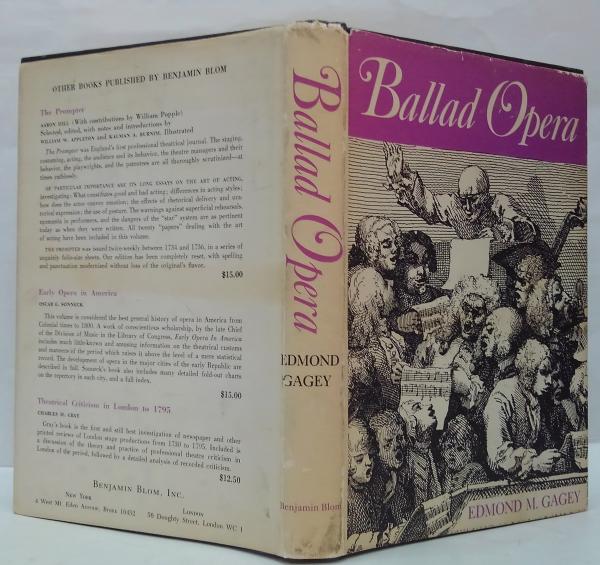 OTHER BOOKS PUBLISHED BY BENJAMIN BLOM
The Prompter
AARON HILL (With contributions by William Popple)
Selected, edited, with notes and introductions by
WILLIAM W. APPLETON and KALMAN A. BURNIM. Illustrated
The Prompter was England's first professional theatrical journal. The singing,
costuming, acting, the audience and its behavior, the theatre managers and their
behavior, the playwrights, and the patentees are all thoroughly scrutinized—at
times ruthlessly.
OF PARTICULAR IMPORTANCE ARE ITS LONG ESSAYS ON THE ART OF ACTING,
investigating: What constitutes good and bad acting; differences in acting styles;
how does the actor convey emotion; the effects of rhetorical delivery and ora-
torical expression; the use of posture. The warnings against superficial rehearsals,
in performers, and the dangers of the "star" system are as pertinent
today as when they were written. All twenty "papers" dealing with the art
of acting have been included in this volume.
THE PROMPTER was issued twice-weekly between 1734 and 1736, in a series of
folio-size sheets. Our edition has been completely reset, with spelling
and punctuation modernized without loss of the original's flavor.
$15.00
Early Opera in America
OSCAR G. SONNECK
This volume is considered the best general history of opera in America from
Colonial times to 1800. A work of conscientious scholarship, by the late Chief
of the Division of Music in the Library of Congress, Early Opera In America
includes much little-known and amusing information on the theatrical customs
and manners of the period which raises it above the level of a mere statistical
record. The development of opera in the major cities of the early Republic are
described in full. Sonneck's book also includes many detailed fold-out charts
on the repertory in each city, and a full index.
$15.00
Theatrical Criticism in London to 1795
CHARLES H. GRAY
Gray's book is the first and still best investigation of newspaper and other
printed reviews of London stage productions from 1730 to 1795. Included is
a discussion of the theory and practice of professional theatre criticism in
London of the period, followed by a detailed analysis of recorded criticism.
$12.50
BENJAMIN BLOM, INC.
NEW YORK LONDON
4 West Mt. Eden Avenue, Bronx 10452 56 Doughty Street, London WC 1
Ballad Opera
EDMOND
GAGEY
Benjamin Blom
Ballad Opera
EDMOND M. GAGEY